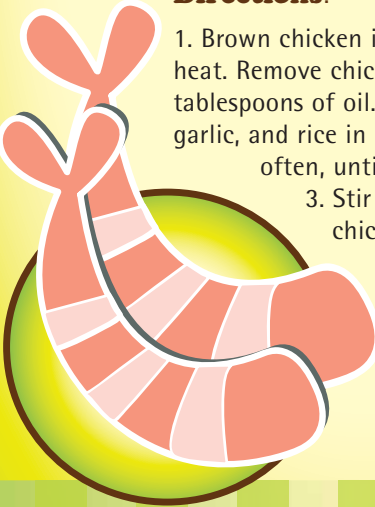 Directions:
1. Brown chicken i
heat. Remove chic
tablespoons of oil.
garlic, and rice in
often, unti
3. Stir
chic